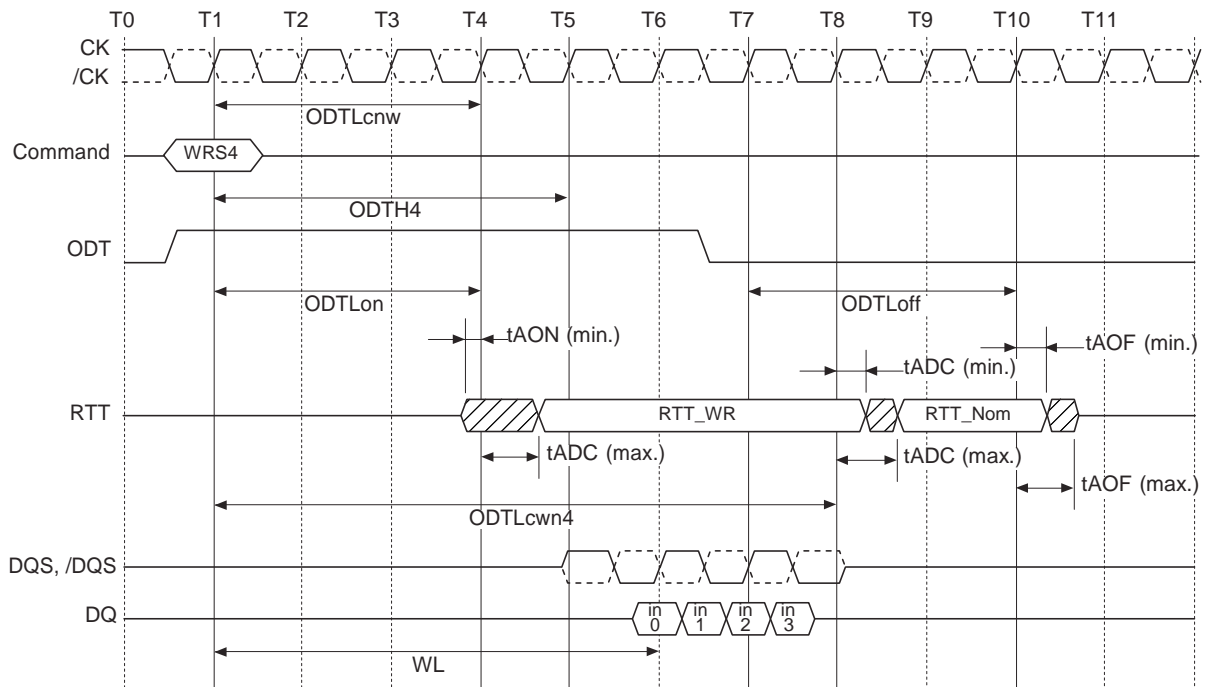 T0 T1 T2 T3 T4 T5 T6 T7 T8 T9 T10 T11
CK
/CK
ODTLcnw
Command WRS4
ODTH4
ODT
ODTLon ODTLoff
tAON (min.) tAOF (min.)
tADC (min.)
RTT RTT_WR RTT_Nom
tADC (max.) tADC (max.)
tAOF (max.)
ODTLcwn4
DQS, /DQS
DQ in 0 in 1 in 2 in 3
WL